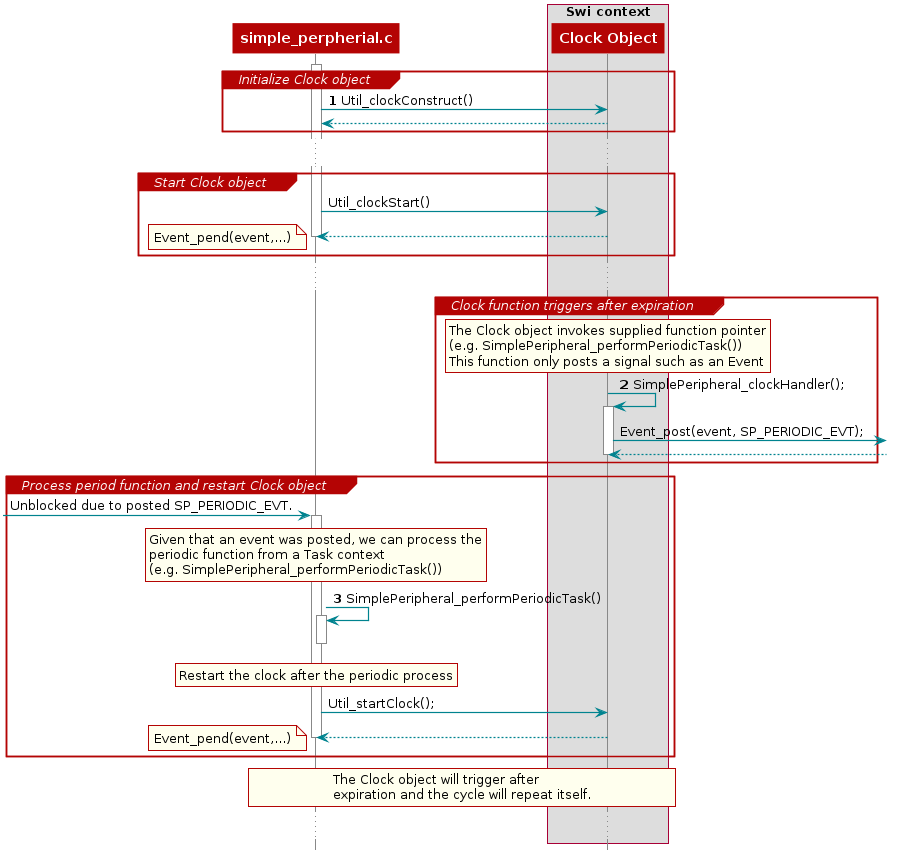 Swi context
simple_perpherial.c
Clock Object
Initialize Clock object
1 Util_clockConstruct()
Start Clock object
Util_clockStart()
Event_pend(event,...)
Clock function triggers after expiration
The Clock object invokes supplied function pointer
(e.g. SimplePeripheral_performPeriodicTask())
This function only posts a signal such as an Event
2 SimplePeripheral_clockHandler();
Event_post(event, SP_PERIODIC_EVT);
Process period function and restart Clock object
Unblocked due to posted SP_PERIODIC_EVT.
Given that an event was posted, we can process the
periodic function from a Task context
(e.g. SimplePeripheral_performPeriodicTask())
3 SimplePeripheral_performPeriodicTask()
Restart the clock after the periodic process
Util_startClock();
Event_pend(event,...)
The Clock object will trigger after
expiration and the cycle will repeat itself.